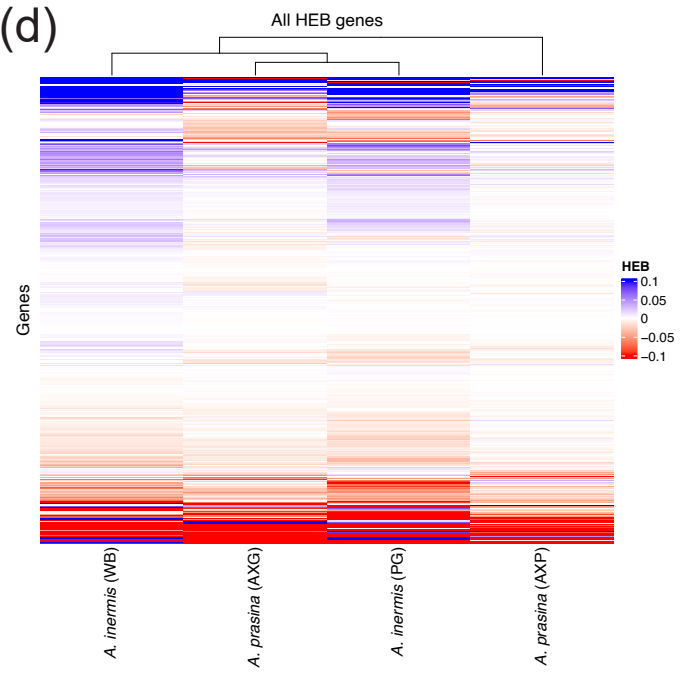 (d)
All HEB genes
Genes
HEB
0.1
0.05
0
−0.05
−0.1
A. inermis (WB)
A. prasina (AXG)
A. inermis (PG)
A. prasina (AXP)